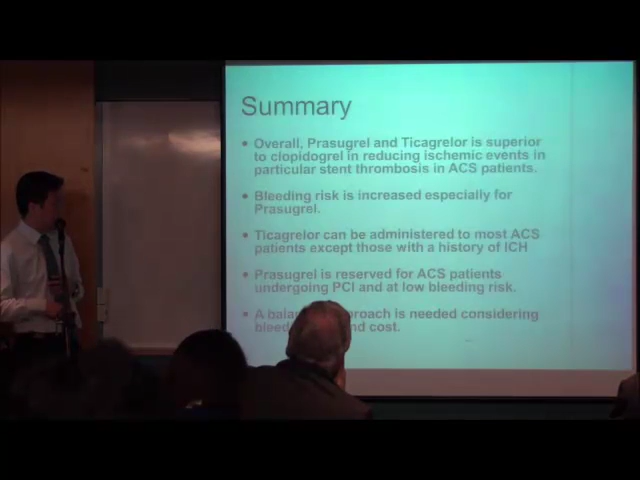 Summary
• Overall, Prasugrel and Ticagrelor is superior
to clopidogrel in reducing ischemic events in
particular stent thrombosis in ACS patients.
• Bleeding risk is increased especially for
Prasugrel.
• Ticagrelor can be administered to most ACS
patients except those with a history of ICH
• Prasugrel is reserved for ACS patients
undergoing PCI and at low bleeding risk.
• A approach is needed considering
and cost.